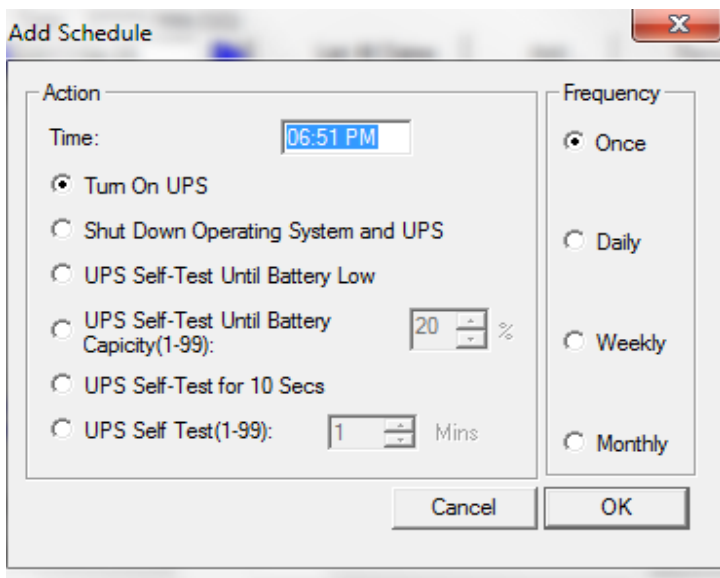 Add Schedule
Action
Time:
06:51 PM
Turn On UPS
Shut Down Operating System and UPS
UPS Self-Test Until Battery Low
UPS Self-Test Until Battery
Capicity(1-99):
20
%
UPS Self-Test for 10 Secs
UPS Self Test(1-99):
1
Mins
Frequency
Once
Daily
Weekly
Monthly
Cancel
OK